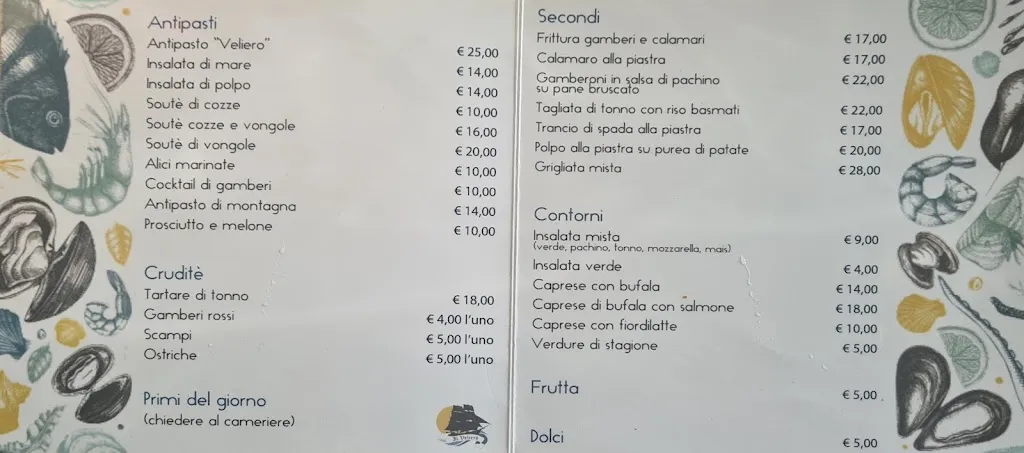 Antipasti
Antipasto "Veliero" € 25,00
Insalata di mare € 14,00
Insalata di polpo € 14,00
Soutè di cozze € 10,00
Soutè cozze e vongole € 16,00
Soutè di vongole € 20,00
Alici marinate € 10,00
Cocktail di gamberi € 10,00
Antipasto di montagna € 14,00
Prosciutto e melone € 10,00
Cruditè
Tartare di tonno € 18,00
Gamberi rossi € 4,00 l'uno
Scampi € 5,00 l'uno
Ostriche € 5,00 l'uno
Primi del giorno
(chiedere al cameriere)
Il Veliero
Secondi
Frittura gamberi e calamari € 17,00
Calamaro alla piastra € 17,00
Gamberoni in salsa di pachino € 22,00
su pane bruscato
Tagliata di tonno con riso basmati € 22,00
Trancio di spada alla piastra € 17,00
Polpo alla piastra su purea di patate € 20,00
Grigliata mista € 28,00
Contorni
Insalata mista € 9,00
(verde, pachino, tonno, mozzarella, mais)
Insalata verde € 4,00
Caprese con bufala € 14,00
Caprese di bufala con salmone € 18,00
Caprese con fiordilatte € 10,00
Verdure di stagione € 5,00
Frutta € 5,00
Dolci € 5,00